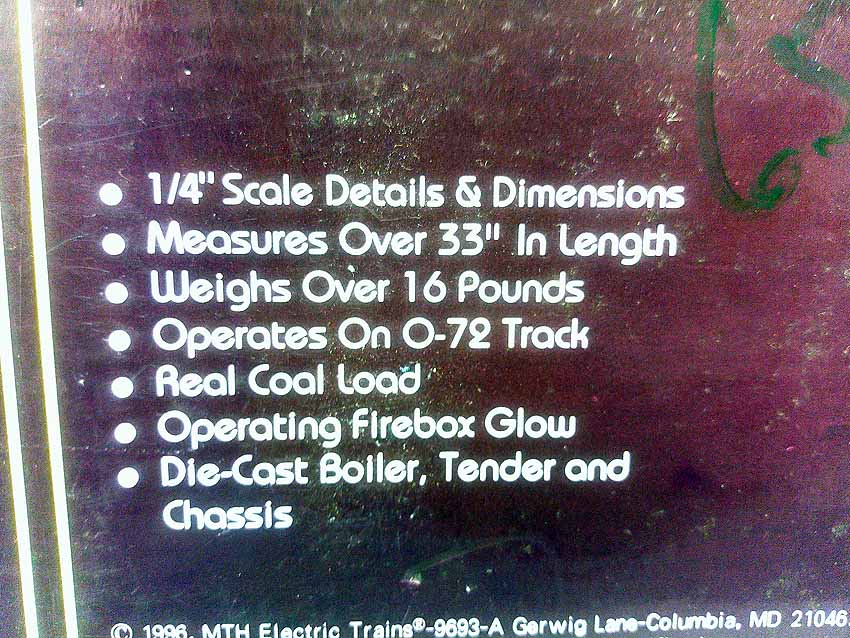 ● 1/4" Scale Details & Dimensions
● Measures Over 33" In Length
● Weighs Over 16 Pounds
● Operates On O-72 Track
● Real Coal Load
● Operating Firebox Glow
● Die-Cast Boiler, Tender and
Chassis
© 1996, MTH Electric Trains®-9693-A Gerwig Lane-Columbia, MD 21046